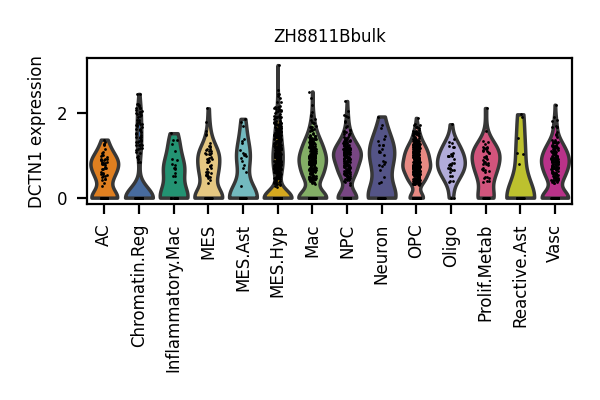 ZH8811Bbulk
DCTN1 expression
2
0
AC
Chromatin.Reg
Inflammatory.Mac
MES
MES.Ast
MES.Hyp
Mac
NPC
Neuron
OPC
Oligo
Prolif.Metab
Reactive.Ast
Vasc